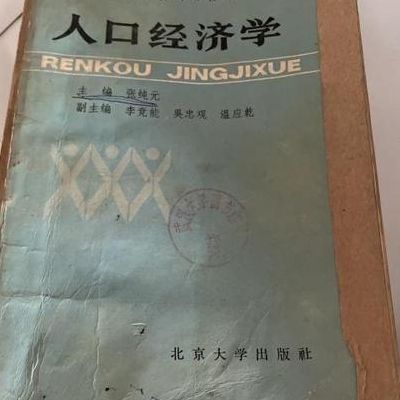 人口经济学
RENKOU JINGJIXUE
主编 张纯元
副主编 李竞能 吴忠观 温应乾
北京大学出版社